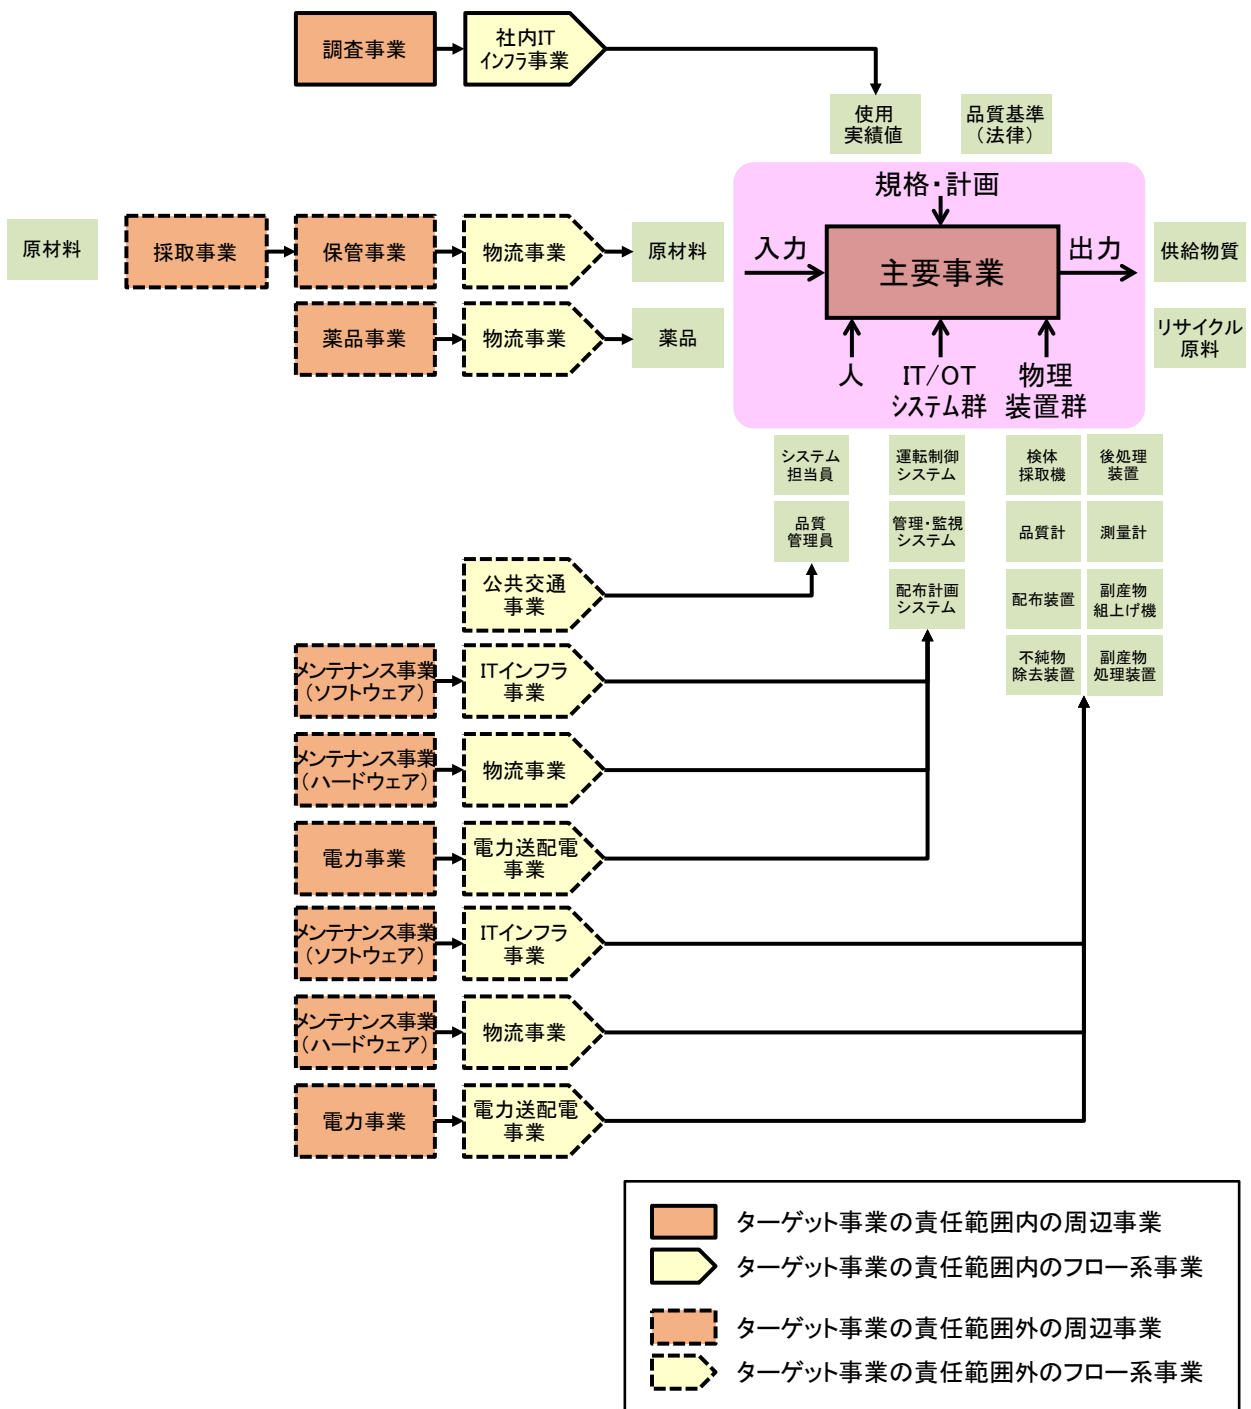 調査事業
社内IT
インフラ事業
使用
実績値
品質基準
（法律）
規格・計画
原材料
採取事業
保管事業
物流事業
原材料
入力
主要事業
出力
供給物質
薬品事業
物流事業
薬品
リサイクル
原料
人
IT/OT
システム群
物理
装置群
システム
担当員
運転制御
システム
検体
採取機
後処理
装置
品質
管理員
管理・監視
システム
品質計
測量計
公共交通
事業
配布計画
システム
配布装置
副産物
組上げ機
メンテナンス事業
（ソフトウェア）
ITインフラ
事業
不純物
除去装置
副産物
処理装置
メンテナンス事業
（ハードウェア）
物流事業
電力事業
電力送配電
事業
メンテナンス事業
（ソフトウェア）
ITインフラ
事業
メンテナンス事業
（ハードウェア）
物流事業
電力事業
電力送配電
事業
ターゲット事業の責任範囲内の周辺事業
ターゲット事業の責任範囲内のフロー系事業
ターゲット事業の責任範囲外の周辺事業
ターゲット事業の責任範囲外のフロー系事業